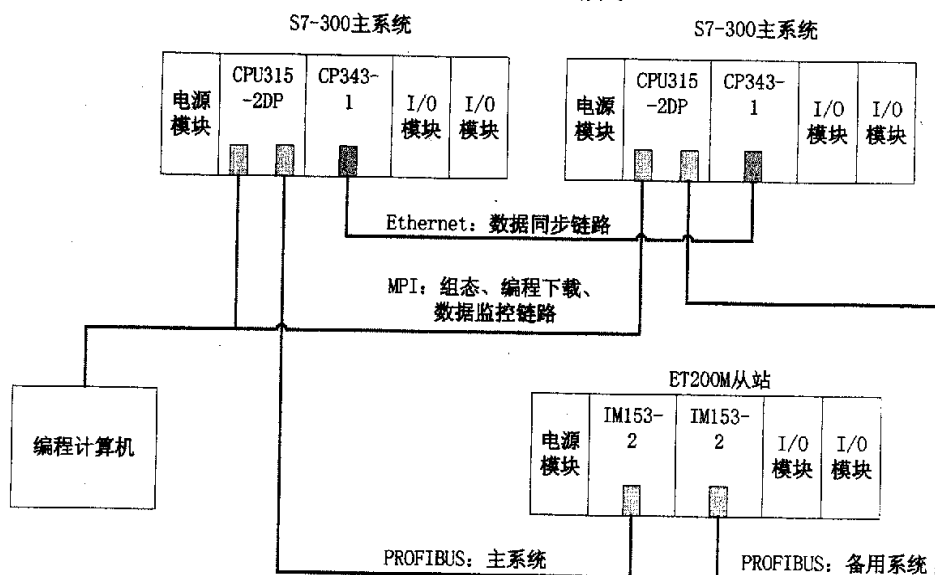 S7-300主系统
S7-300主系统
电源
模块
CPU315
-2DP
CP343-
1
I/O
模块
I/O
模块
电源
模块
CPU315
-2DP
CP343-
1
I/O
模块
I/O
模块
Ethernet: 数据同步链路
MPI: 组态、编程下载、
数据监控链路
编程计算机
ET200M从站
电源
模块
IM153-
2
IM153-
2
I/O
模块
I/O
模块
PROFIBUS: 主系统
PROFIBUS: 备用系统